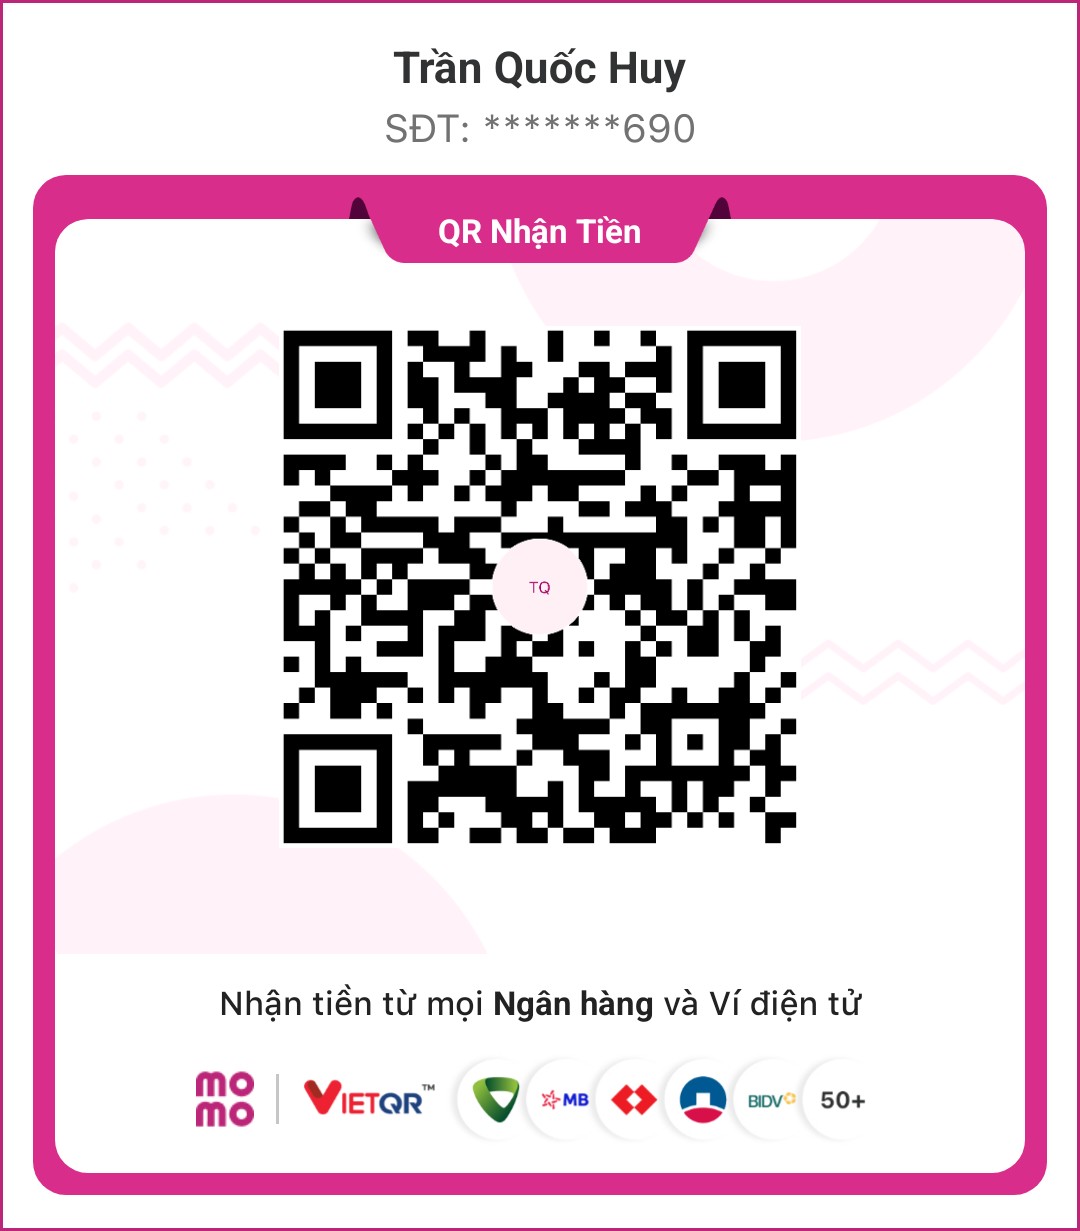 Trần Quốc Huy
SĐT: *******690
QR Nhận Tiền
TQ
Nhận tiền từ mọi Ngân hàng và Ví điện tử
mo
mo
VIETQR™
MB
BIDV
50+